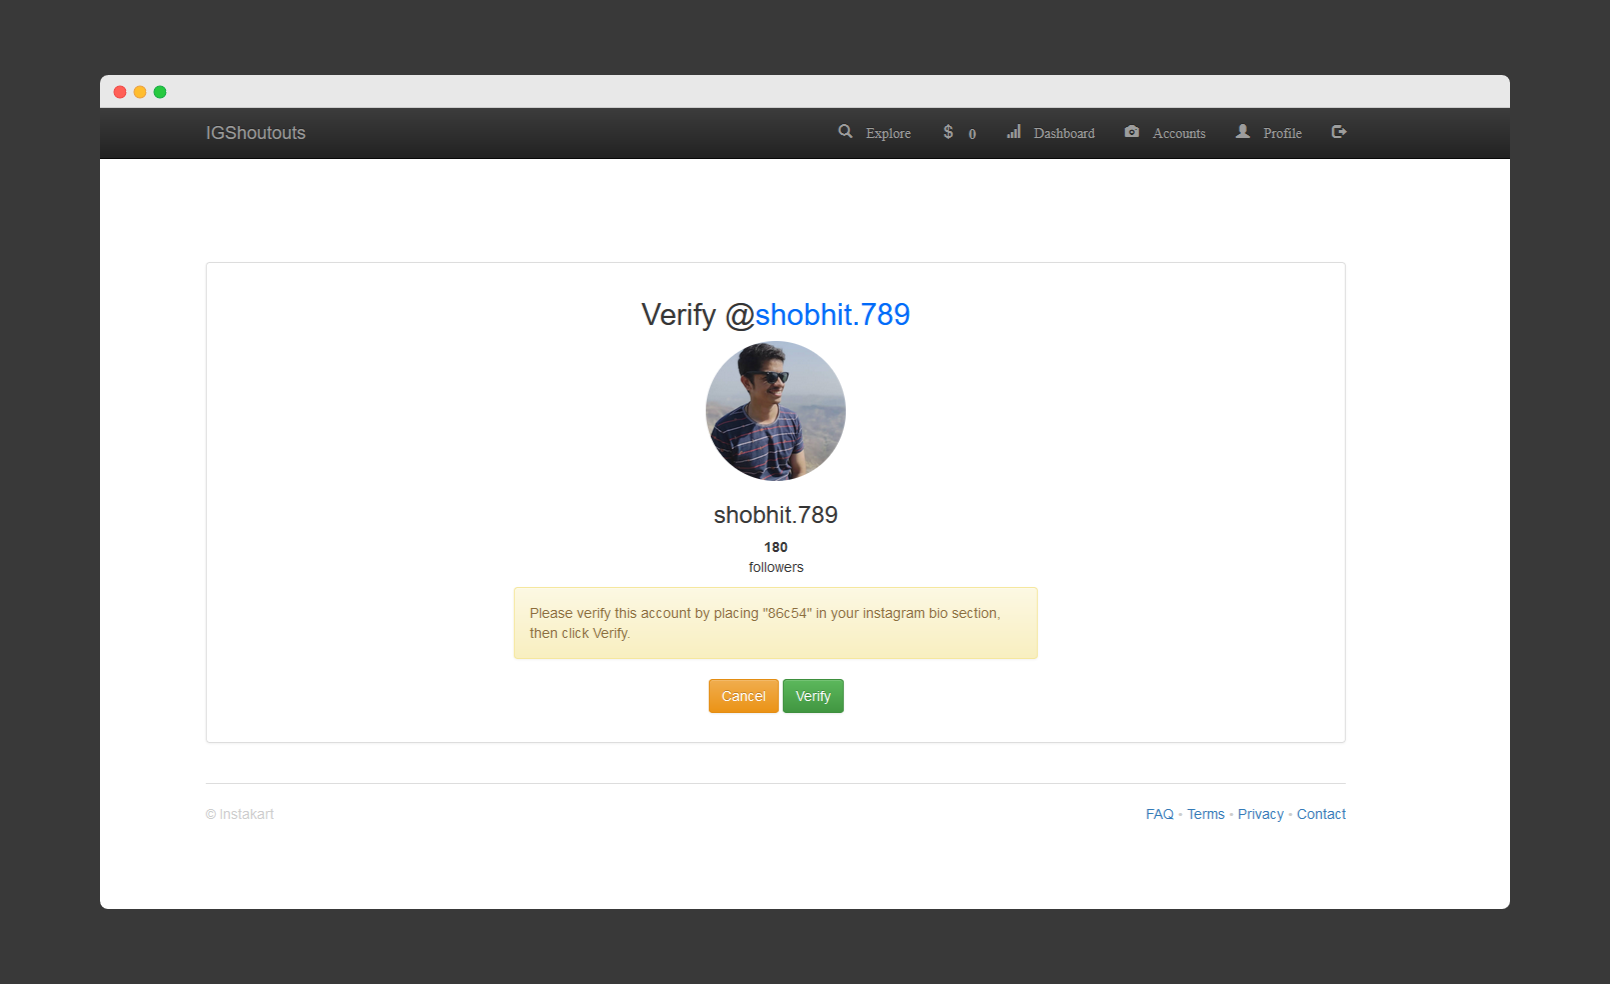 IGShoutouts
Explore
$ 0
Dashboard
Accounts
Profile
Verify @shobhit.789
shobhit.789
180
followers
Please verify this account by placing "86c54" in your instagram bio section,
then click Verify.
Cancel Verify
© Instakart
FAQ • Terms • Privacy • Contact